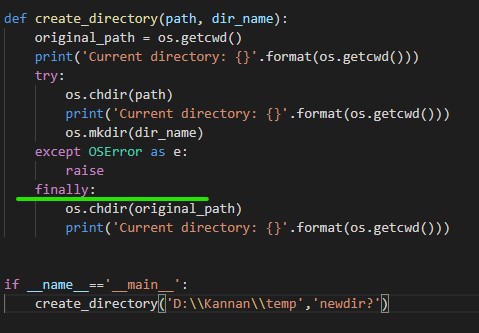 def create_directory(path, dir_name):
    original_path = os.getcwd()
    print('Current directory: {}'.format(os.getcwd()))
    try:
        os.chdir(path)
        print('Current directory: {}'.format(os.getcwd()))
        os.mkdir(dir_name)
    except OSError as e:
        raise
    finally:
        os.chdir(original_path)
        print('Current directory: {}'.format(os.getcwd()))
if __name__=='__main__':
    create_directory('D:\\Kannan\\temp','newdir?')